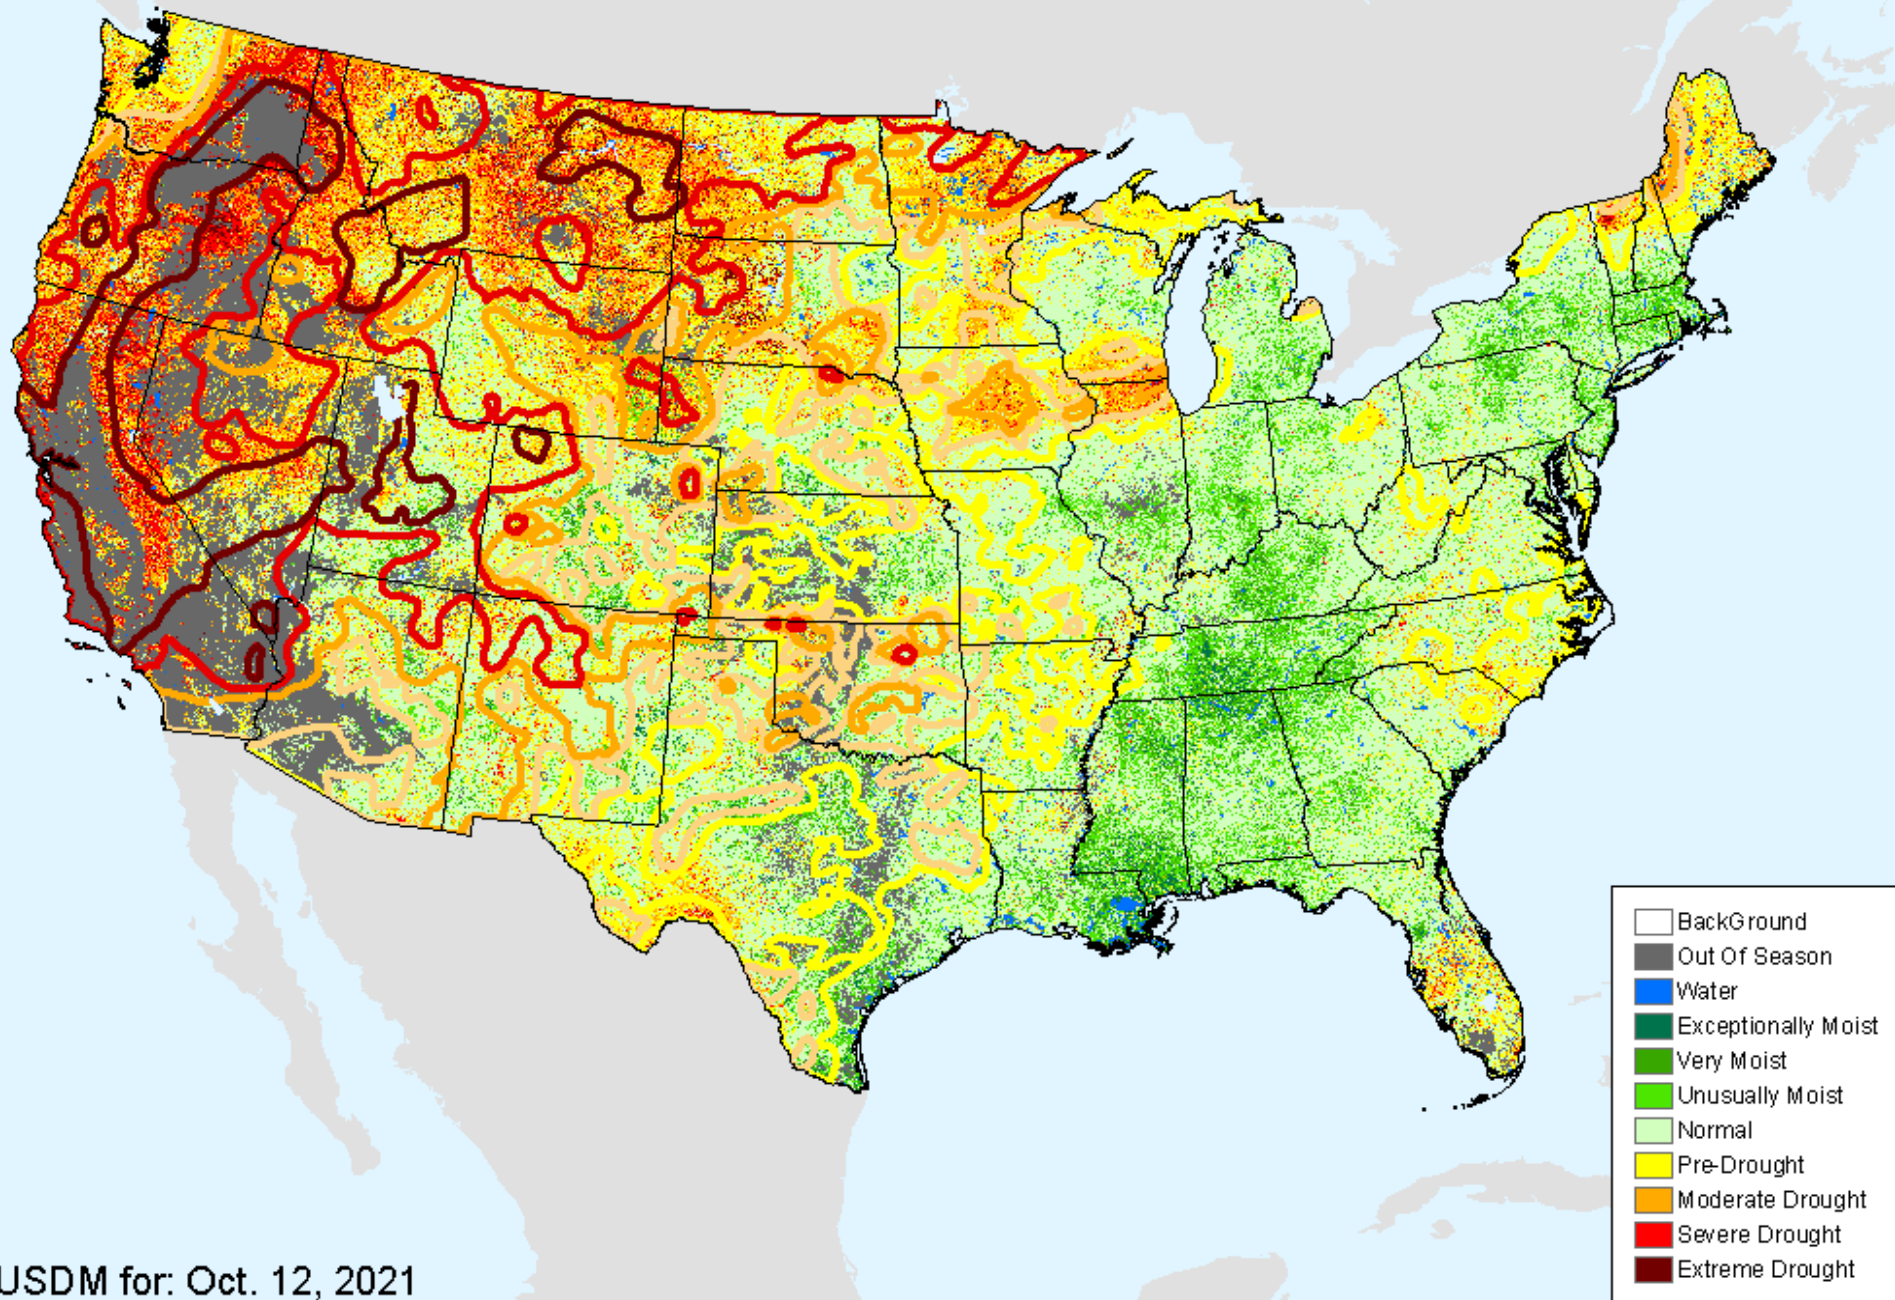 BackGround
Out Of Season
Water
Exceptionally Moist
Very Moist
Unusually Moist
Normal
Pre-Drought
Moderate Drought
Severe Drought
Extreme Drought
USDM for: Oct. 12, 2021